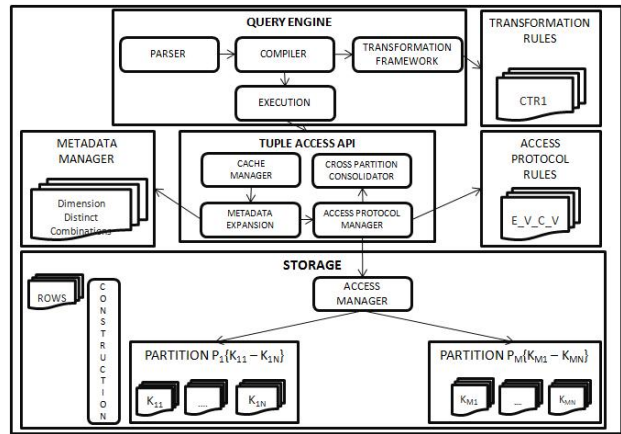 QUERY ENGINE
PARSER
COMPILER
TRANSFORMATION
FRAMEWORK
EXECUTION
TRANSFORMATION
RULES
CTR1
METADATA
MANAGER
Dimension
Distinct
Combinations
TUPLE ACCESS API
CACHE
MANAGER
CROSS PARTITION
CONSOLIDATOR
METADATA
EXPANSION
ACCESS PROTOCOL
MANAGER
ACCESS
PROTOCOL
RULES
E_V_C_V
STORAGE
ROWS
CONSTRUCTION
ACCESS
MANAGER
PARTITION P1{K11 – K1N}
K11
....
K1N
PARTITION PM{KM1 – KMN}
KM1
...
KMN